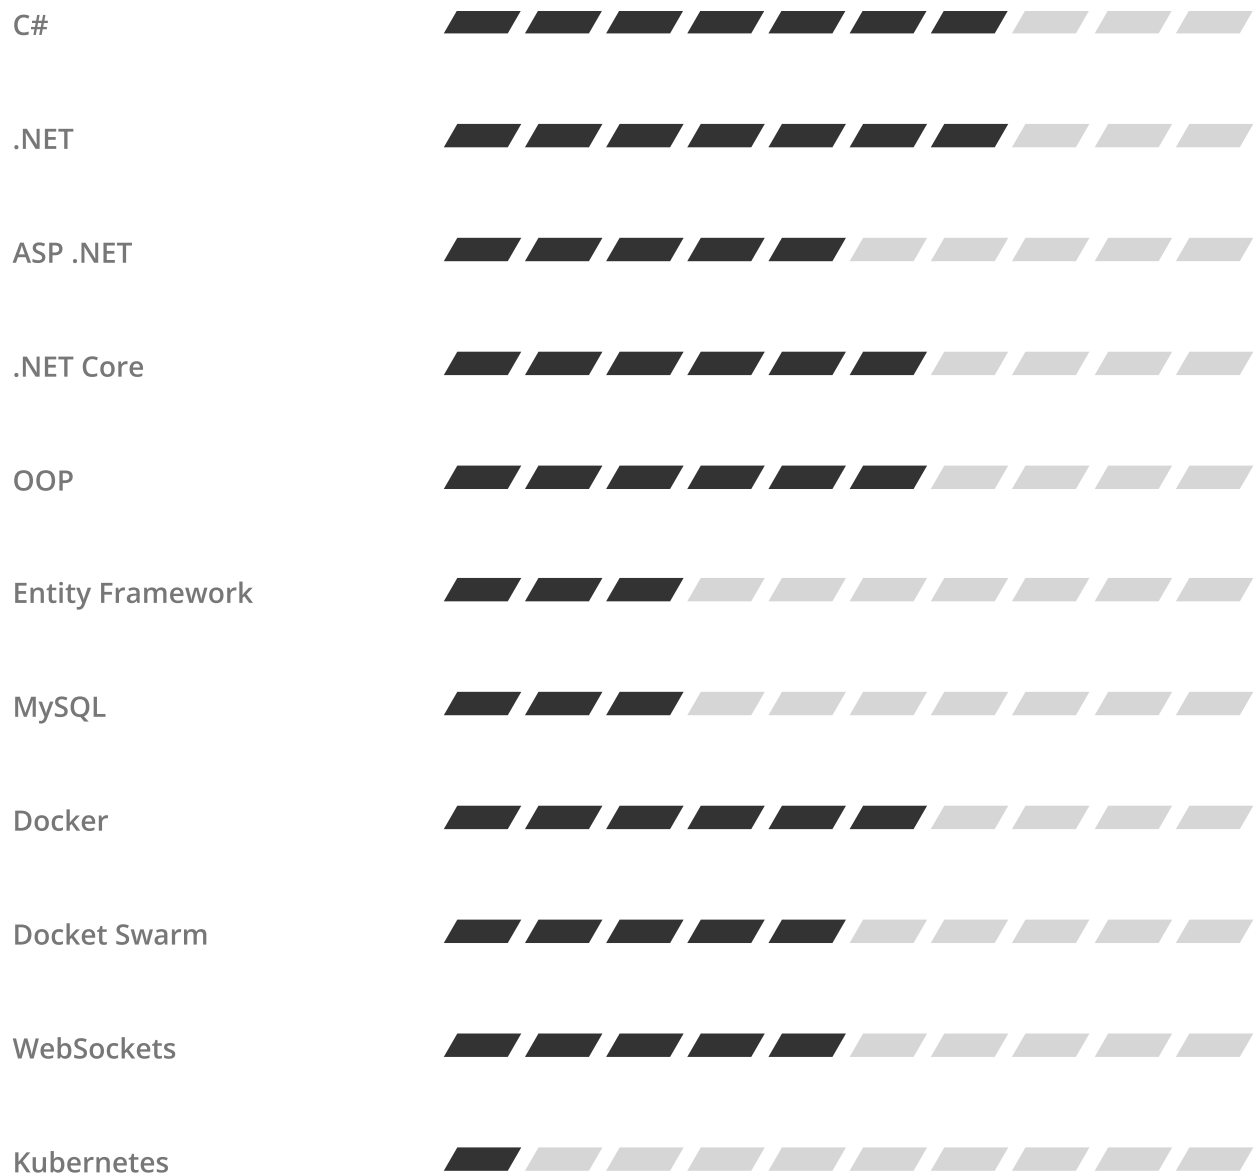 C#
.NET
ASP .NET
.NET Core
OOP
Entity Framework
MySQL
Docker
Docket Swarm
WebSockets
Kubernetes